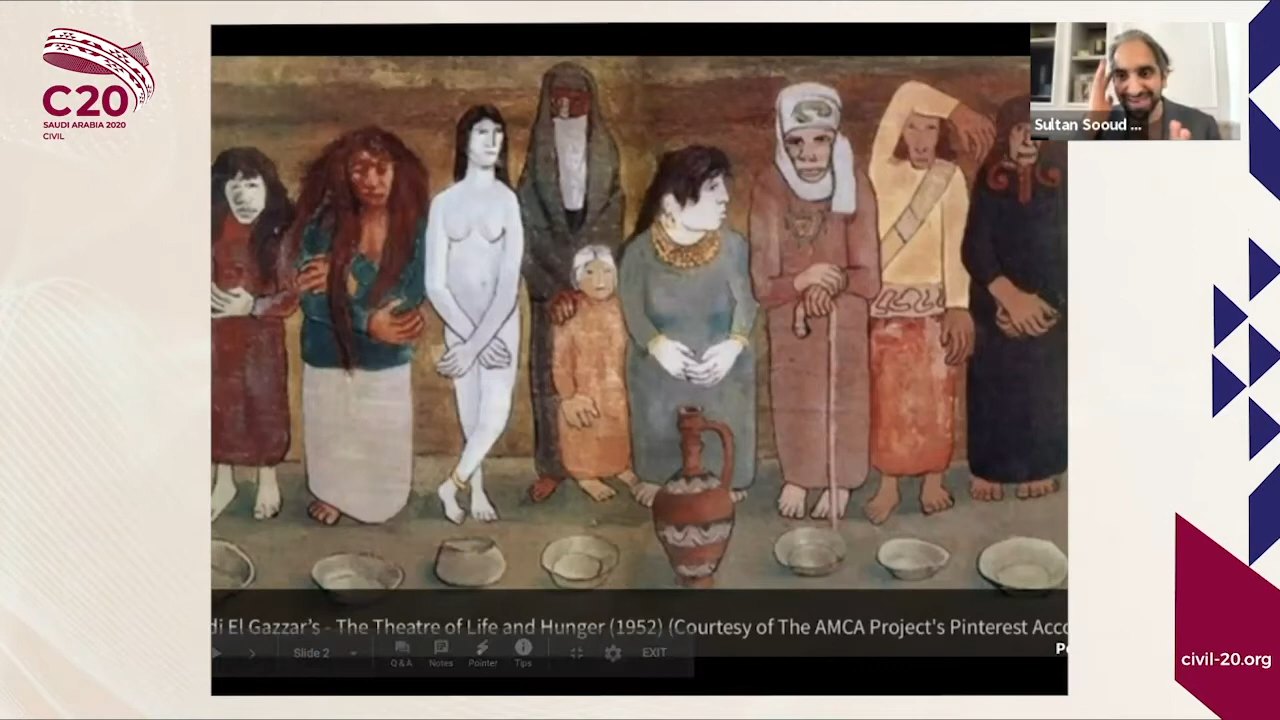 C20
SAUDI ARABIA 2020
CIVIL
Sultan Sooud ...
di El Gazzar's - The Theatre of Life and Hunger (1952) (Courtesy of The AMCA Project's Pinterest Acco
Slide 2
Q & A
Notes
Pointer
Tips
EXIT
civil-20.org